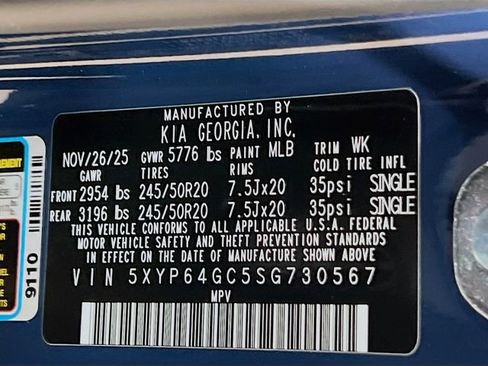 MANUFACTURED BY
KIA GEORGIA, INC.
NOV/26/25 GVWR 5776 lbs PAINT MLB TRIM WK
GAWR TIRES RIMS COLD TIRE INFL
FRONT 2954 lbs 245/50R20 7.5Jx20 35psi SINGLE
REAR 3196 lbs 245/50R20 7.5Jx20 35psi SINGLE
THIS VEHICLE CONFORMS TO ALL APPLICABLE U.S.A. FEDERAL
MOTOR VEHICLE SAFETY AND THEFT PREVENTION STANDARDS
IN EFFECT ON THE DATE OF MANUFACTURE SHOWN ABOVE
VIN 5XYP64GC5SG730567
MPV
9110